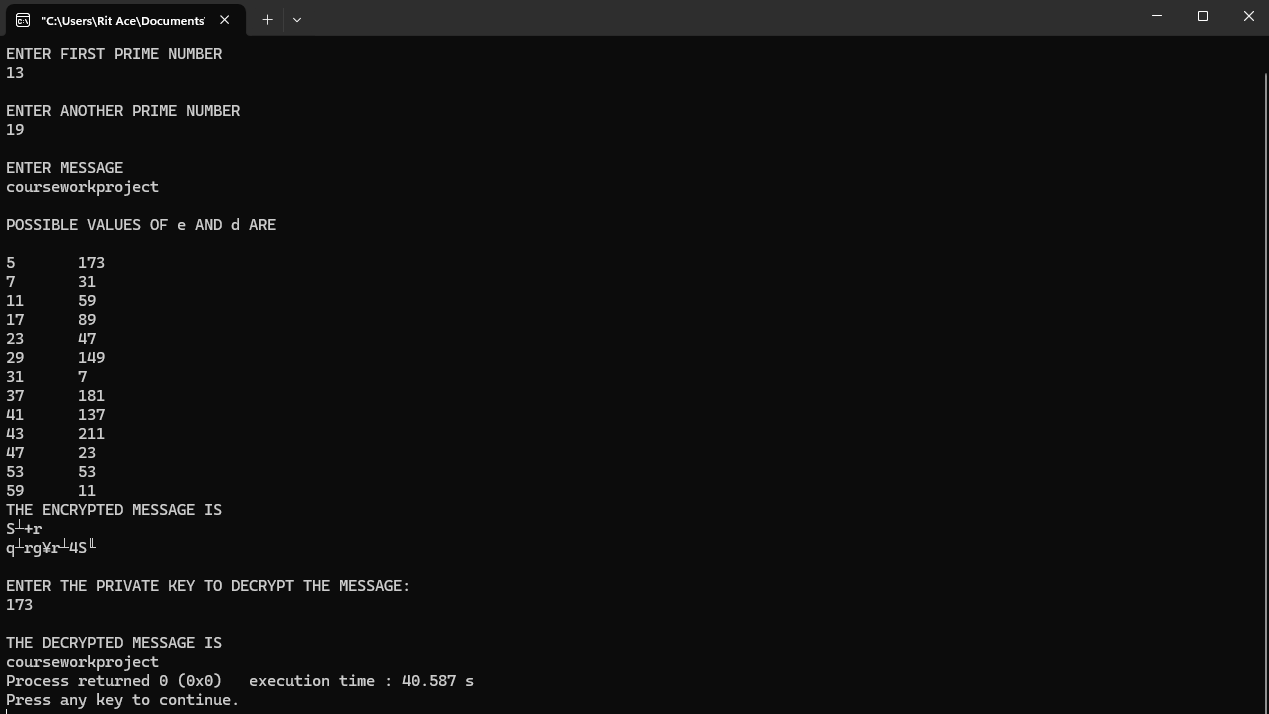 "C:\Users\Rit Ace\Documents'
ENTER FIRST PRIME NUMBER
13
ENTER ANOTHER PRIME NUMBER
19
ENTER MESSAGE
courseworkproject
POSSIBLE VALUES OF e AND d ARE
5 173
7 31
11 59
17 89
23 47
29 149
31 7
37 181
41 137
43 211
47 23
53 53
59 11
THE ENCRYPTED MESSAGE IS
S┴+r
q┴rg¥r┴4S╚
ENTER THE PRIVATE KEY TO DECRYPT THE MESSAGE:
173
THE DECRYPTED MESSAGE IS
courseworkproject
Process returned 0 (0x0) execution time : 40.587 s
Press any key to continue.